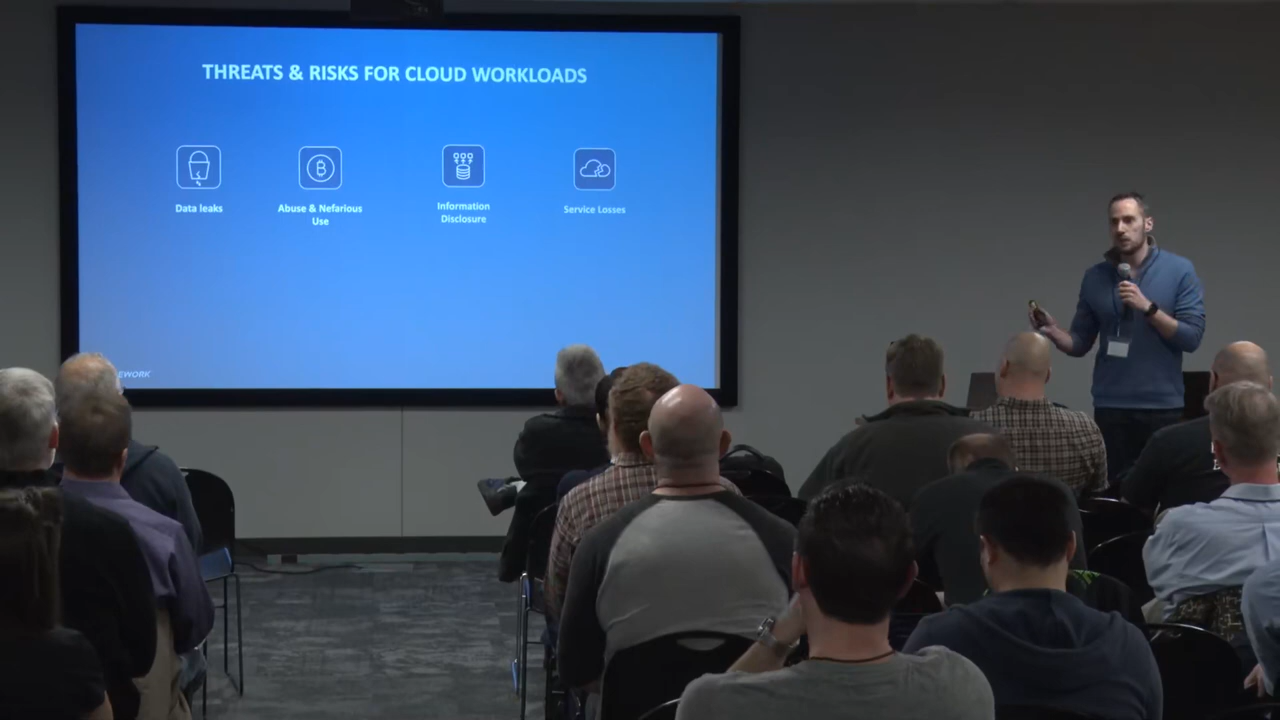 THREATS & RISKS FOR CLOUD WORKLOADS
Data leaks
Abuse & Nefarious
Use
Information
Disclosure
Service Losses
EWORK